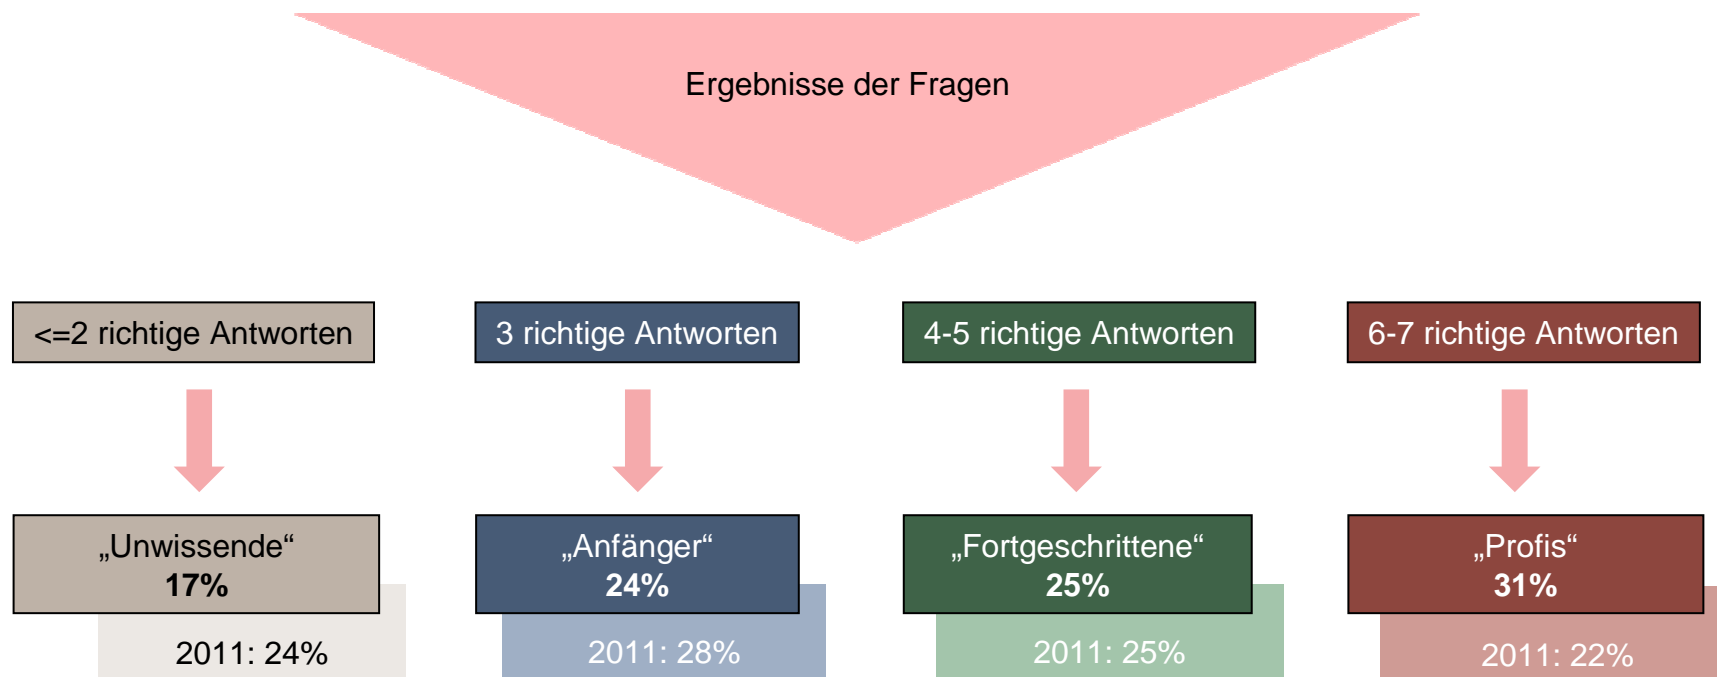 Ergebnisse der Fragen
<=2 richtige Antworten
3 richtige Antworten
4-5 richtige Antworten
6-7 richtige Antworten
„Unwissende“
17%
2011: 24%
„Anfänger“
24%
2011: 28%
„Fortgeschrittene“
25%
2011: 25%
„Profis“
31%
2011: 22%